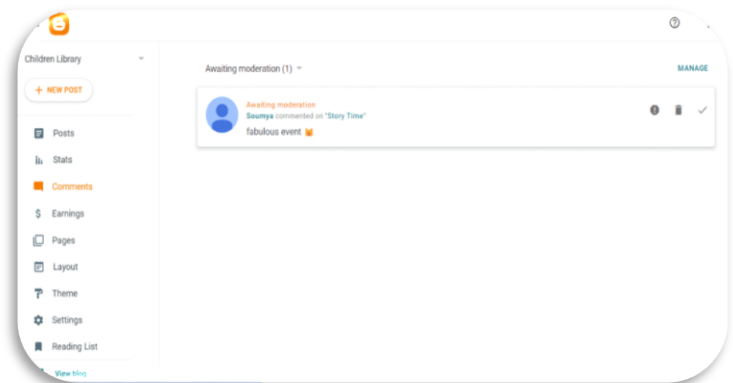 Children Library
+ NEW POST
Posts
Stats
Comments
Earnings
Pages
Layout
Theme
Settings
Reading List
View blog
Awaiting moderation (1)
MANAGE
Awaiting moderation
Soumya commented on "Story Time"
fabulous event